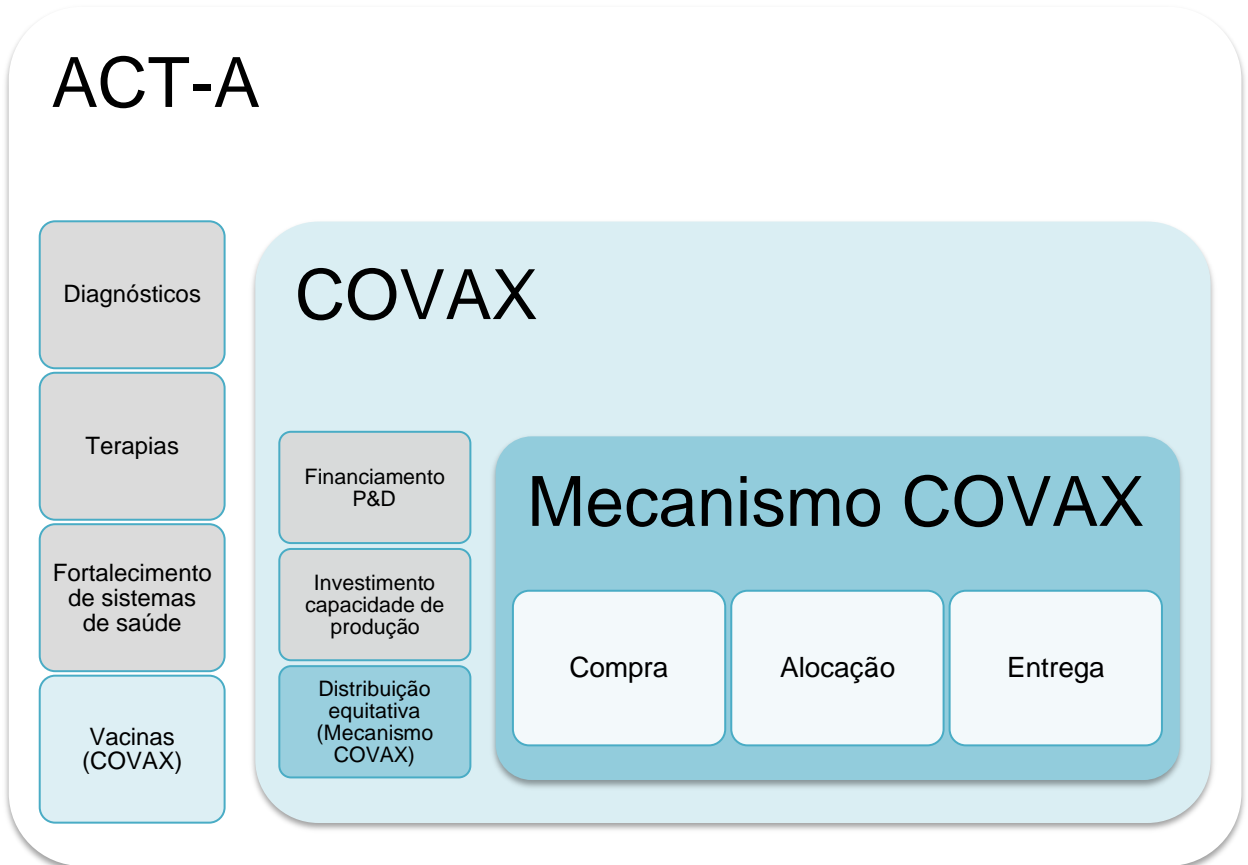 ACT-A
Diagnósticos
Terapias
Fortalecimento
de sistemas
de saúde
Vacinas
(COVAX)
COVAX
Financiamento
P&D
Investimento
capacidade de
produção
Distribuição
equitativa
(Mecanismo
COVAX)
Mecanismo COVAX
Compra
Alocação
Entrega